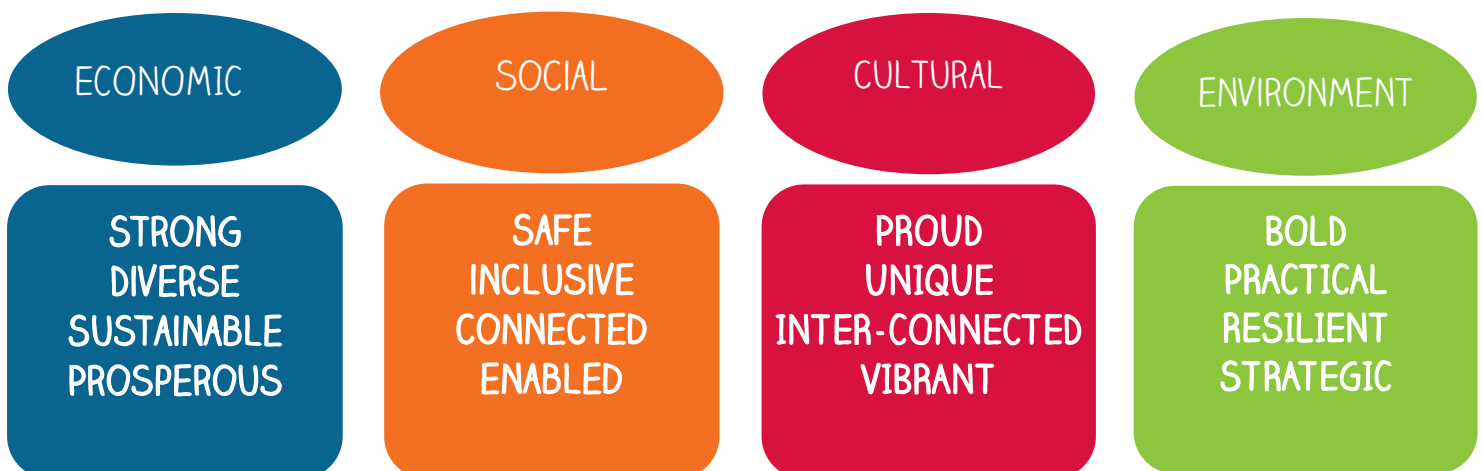 ECONOMIC
STRONG
DIVERSE
SUSTAINABLE
PROSPEROUS
SOCIAL
SAFE
INCLUSIVE
CONNECTED
ENABLED
CULTURAL
PROUD
UNIQUE
INTER-CONNECTED
VIBRANT
ENVIRONMENT
BOLD
PRACTICAL
RESILIENT
STRATEGIC